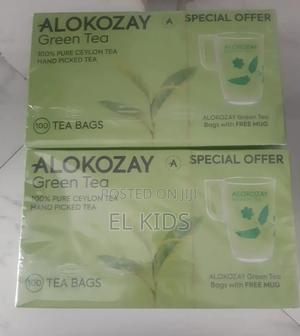 ALOKOZAY
Green Tea
100% PURE CEYLON TEA
HAND PICKED TEA
100 TEA BAGS
A
SPECIAL OFFER
ALOKOZAY
ALOKOZAY Green Tea
Bags with FREE MUG.
ALOKOZAY
Green Tea
100% PURE CEYLON TEA
HAND PICKED TEA
100 TEA BAGS
A
SPECIAL OFFER
ALOKOZAY
ALOKOZAY Green Tea
Bags with FREE MUG.
POSTED ON JIJI
EL KIDS